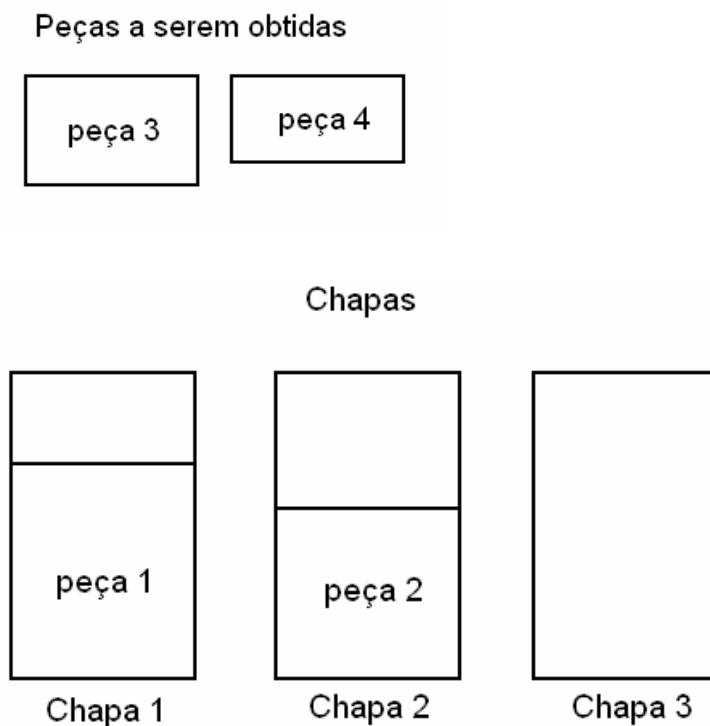 Peças a serem obtidas
peça 3
peça 4
Chapas
peça 1
peça 2
Chapa 1
Chapa 2
Chapa 3